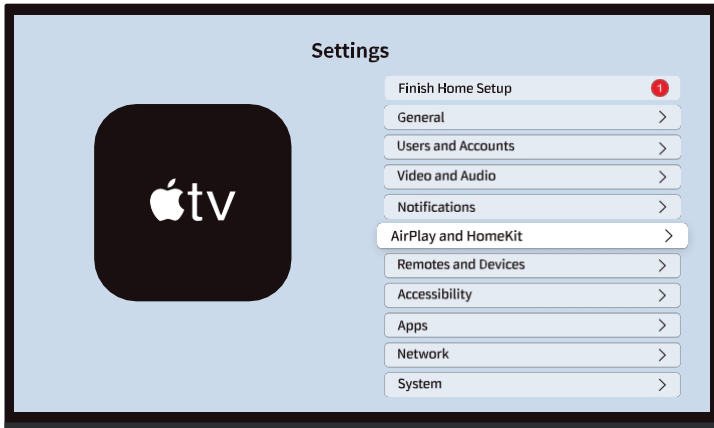 Settings
tv
Finish Home Setup 1
General
Users and Accounts
Video and Audio
Notifications
AirPlay and HomeKit
Remotes and Devices
Accessibility
Apps
Network
System